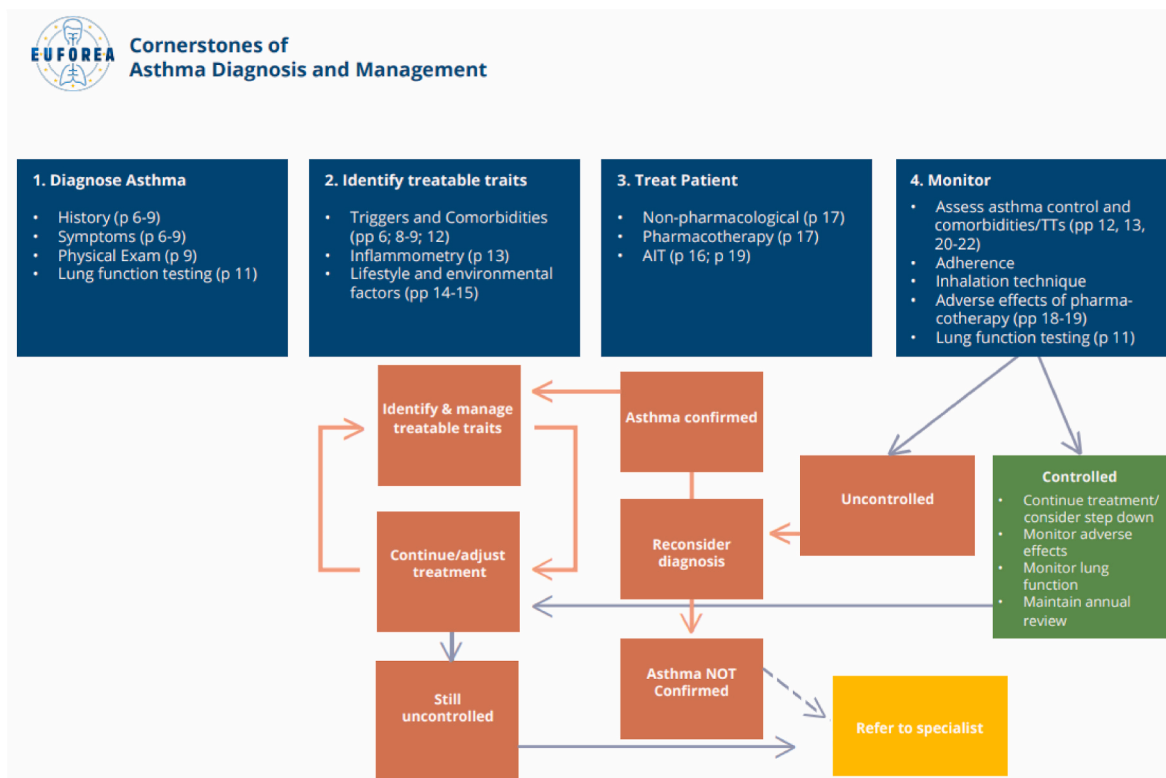 EUFOREA
Cornerstones of
Asthma Diagnosis and Management
1. Diagnose Asthma
• History (p 6-9)
• Symptoms (p 6-9)
• Physical Exam (p 9)
• Lung function testing (p 11)
2. Identify treatable traits
• Triggers and Comorbidities
(pp 6; 8-9; 12)
• Inflammometry (p 13)
• Lifestyle and environmental
factors (pp 14-15)
3. Treat Patient
• Non-pharmacological (p 17)
• Pharmacotherapy (p 17)
• AIT (p 16; p 19)
4. Monitor
• Assess asthma control and
comorbidities/TTs (pp 12, 13,
20-22)
• Adherence
• Inhalation technique
• Adverse effects of pharma-
cotherapy (pp 18-19)
• Lung function testing (p 11)
Identify & manage
treatable traits
Asthma confirmed
Uncontrolled
Controlled
• Continue treatment/
consider step down
• Monitor adverse
effects
• Monitor lung
function
• Maintain annual
review
Continue/adjust
treatment
Reconsider
diagnosis
Still
uncontrolled
Asthma NOT
Confirmed
Refer to specialist